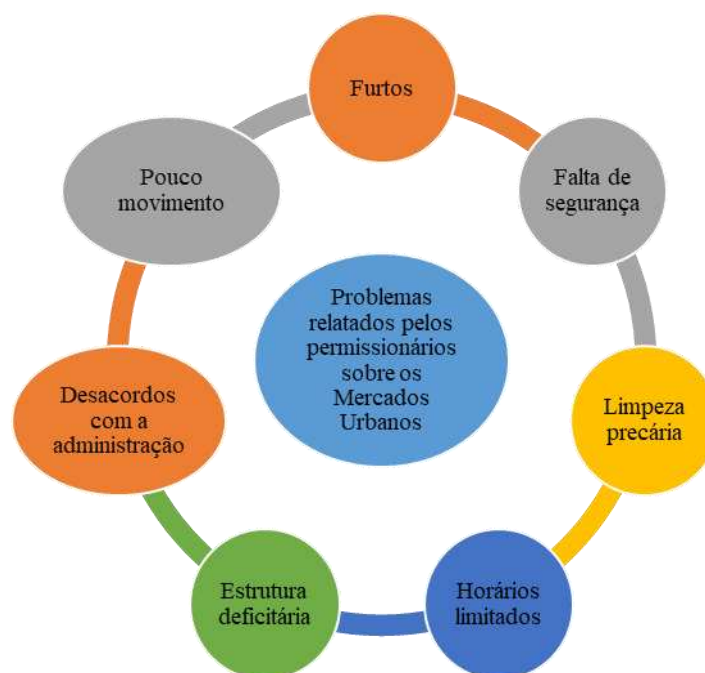 Furtos
Falta de
segurança
Limpeza
precária
Horários
limitados
Estrutura
deficitária
Desacordos
com a
administração
Pouco
movimento
Problemas
relatados pelos
permissionários
sobre os
Mercados
Urbanos